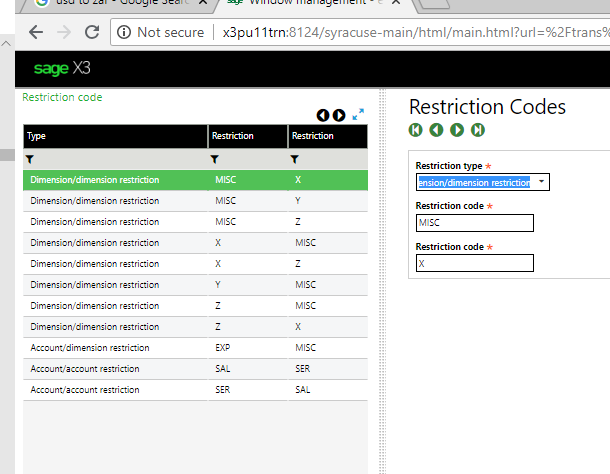 usd to zar - Google Sear
Window management - e
Not secure | x3pu11trn:8124/syracuse-main/html/main.html?url=%2Ftrans%
sage X3
Restriction code
Type Restriction Restriction
Dimension/dimension restriction MISC X
Dimension/dimension restriction MISC Y
Dimension/dimension restriction MISC Z
Dimension/dimension restriction X MISC
Dimension/dimension restriction X Z
Dimension/dimension restriction Y MISC
Dimension/dimension restriction Z MISC
Dimension/dimension restriction Z X
Account/dimension restriction EXP MISC
Account/account restriction SAL SER
Account/account restriction SER SAL
Restriction Codes
Restriction type *
ension/dimension restriction
Restriction code *
MISC
Restriction code *
X